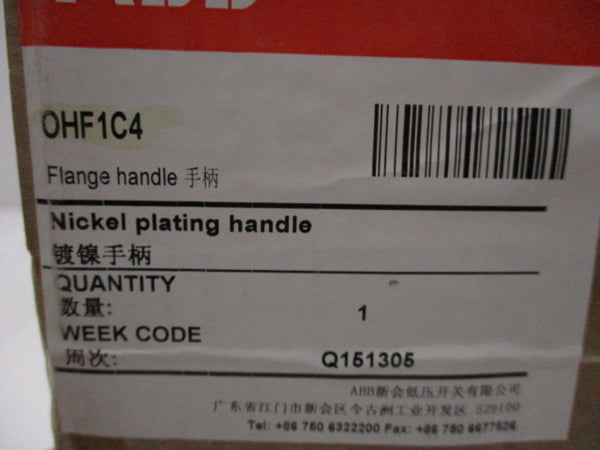 ABB
OHF1C4
Flange handle 手柄
Nickel plating handle
镀镍手柄
QUANTITY
数量: 1
WEEK CODE
周次: Q151305
ABB新会低压开关有限公司
广东省江门市新会区今古洲工业开发区 529100
Tel: +86 750 6322200 Fax: +86 750 6677526